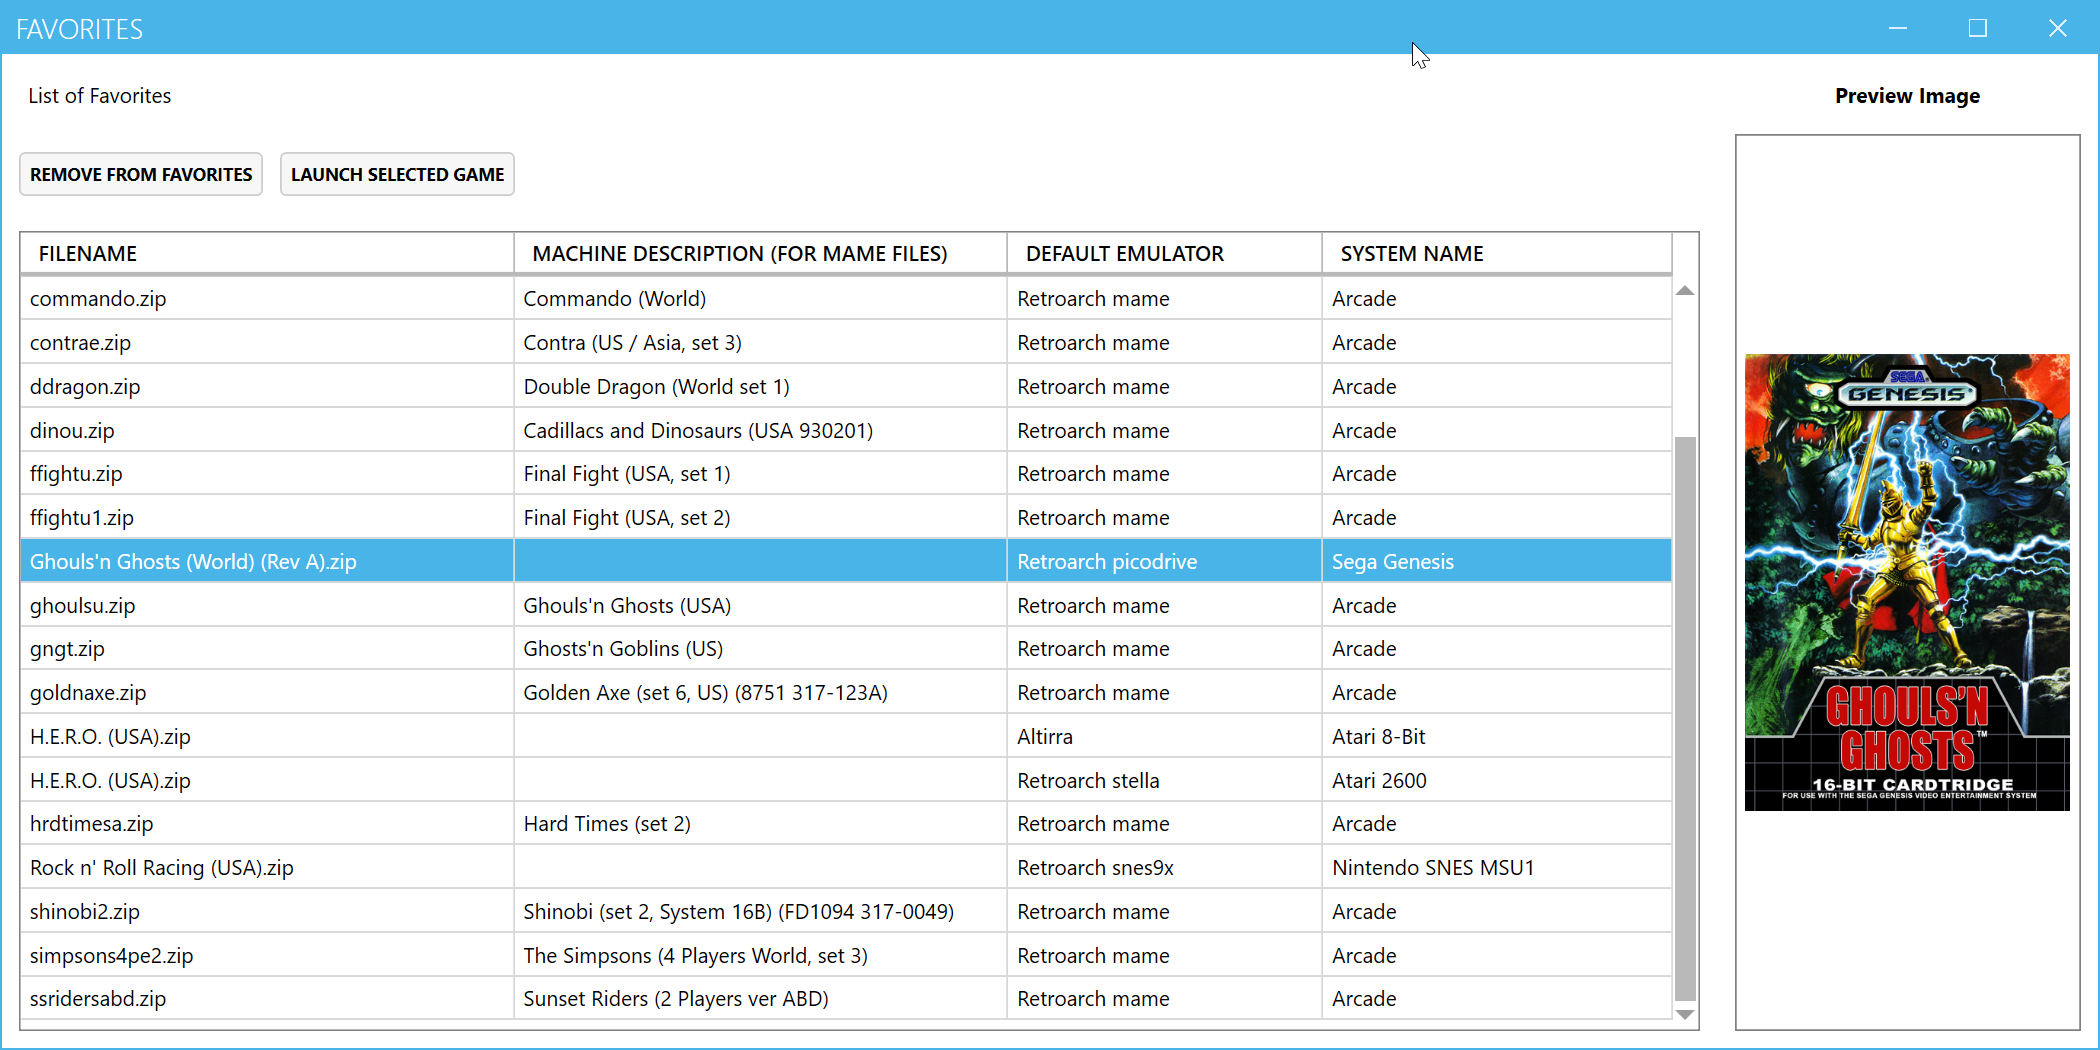 FAVORITES
List of Favorites
Preview Image
REMOVE FROM FAVORITES LAUNCH SELECTED GAME
FILENAME MACHINE DESCRIPTION (FOR MAME FILES) DEFAULT EMULATOR SYSTEM NAME
commando.zip Commando (World) Retroarch mame Arcade
contrae.zip Contra (US / Asia, set 3) Retroarch mame Arcade
ddragon.zip Double Dragon (World set 1) Retroarch mame Arcade
dinou.zip Cadillacs and Dinosaurs (USA 930201) Retroarch mame Arcade
ffightu.zip Final Fight (USA, set 1) Retroarch mame Arcade
ffightu1.zip Final Fight (USA, set 2) Retroarch mame Arcade
Ghouls'n Ghosts (World) (Rev A).zip Retroarch picodrive Sega Genesis
ghoulsu.zip Ghouls'n Ghosts (USA) Retroarch mame Arcade
gngt.zip Ghosts'n Goblins (US) Retroarch mame Arcade
goldnaxe.zip Golden Axe (set 6, US) (8751 317-123A) Retroarch mame Arcade
H.E.R.O. (USA).zip Altirra Atari 8-Bit
H.E.R.O. (USA).zip Retroarch stella Atari 2600
hrdtimesa.zip Hard Times (set 2) Retroarch mame Arcade
Rock n' Roll Racing (USA).zip Retroarch snes9x Nintendo SNES MSU1
shinobi2.zip Shinobi (set 2, System 16B) (FD1094 317-0049) Retroarch mame Arcade
simpsons4pe2.zip The Simpsons (4 Players World, set 3) Retroarch mame Arcade
ssridersabd.zip Sunset Riders (2 Players ver ABD) Retroarch mame Arcade
SEGA
GENESIS
GHOULS'N
GHOSTS™
16-BIT CARDTRIDGE
FOR USE WITH THE SEGA GENESIS VIDEO ENTERTAINMENT SYSTEM